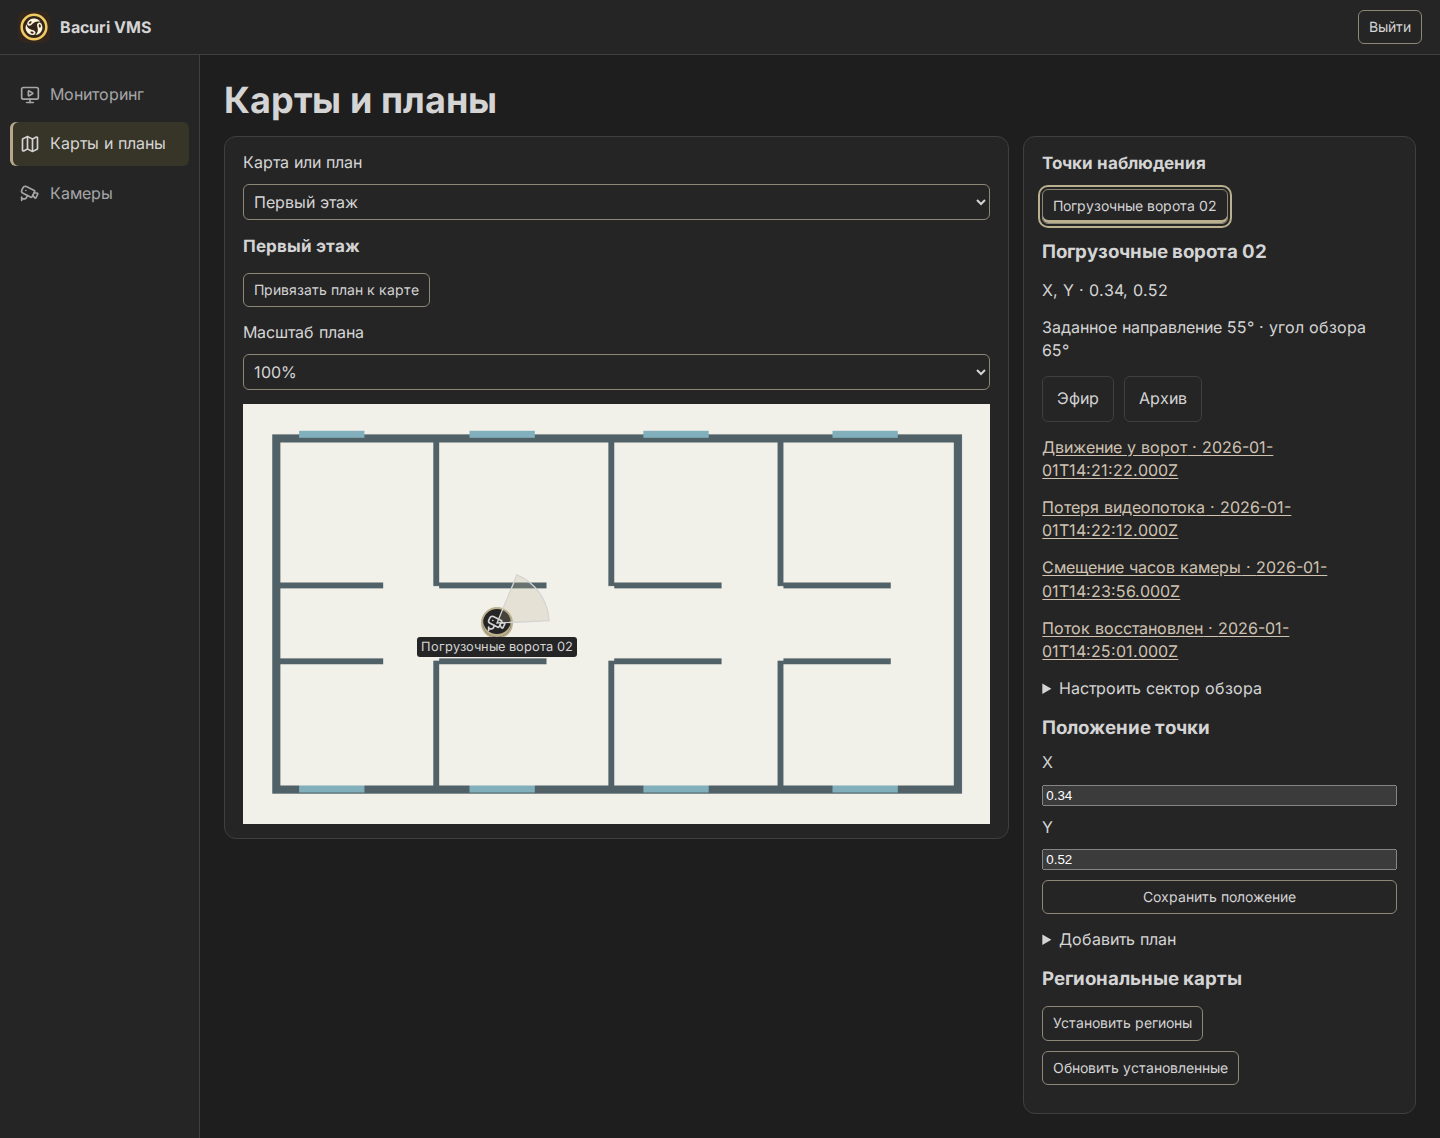 Bacuri VMS
Выйти
Мониторинг
Карты и планы
Камеры
Карты и планы
Карта или план
Первый этаж
Первый этаж
Привязать план к карте
Масштаб плана
100%
Погрузочные ворота 02
Точки наблюдения
Погрузочные ворота 02
Погрузочные ворота 02
X, Y · 0.34, 0.52
Заданное направление 55° · угол обзора
65°
Эфир
Архив
Движение у ворот · 2026-01-
01T14:21:22.000Z
Потеря видеопотока · 2026-01-
01T14:22:12.000Z
Смещение часов камеры · 2026-01-
01T14:23:56.000Z
Поток восстановлен · 2026-01-
01T14:25:01.000Z
Настроить сектор обзора
Положение точки
X
0.34
Y
0.52
Сохранить положение
Добавить план
Региональные карты
Установить регионы
Обновить установленные